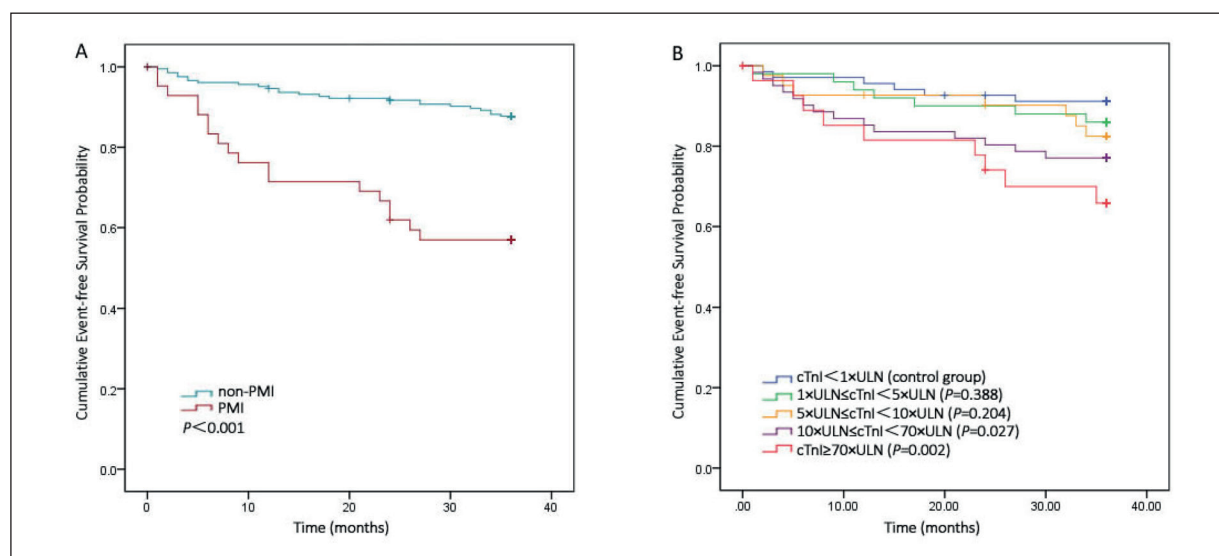 A
Cumulative Event-free Survival Probability
1.0
0.8
0.6
0.4
0.2
0.0
non-PMI
PMI
P<0.001
0 10 20 30 40
Time (months)
B
Cumulative Event-free Survival Probability
1.0
0.8
0.6
0.4
0.2
0.0
cTnI<1×ULN (control group)
1×ULN≤cTnI<5×ULN (P=0.388)
5×ULN≤cTnI<10×ULN (P=0.204)
10×ULN≤cTnI<70×ULN (P=0.027)
cTnI≥70×ULN (P=0.002)
.00 10.00 20.00 30.00 40.00
Time (months)